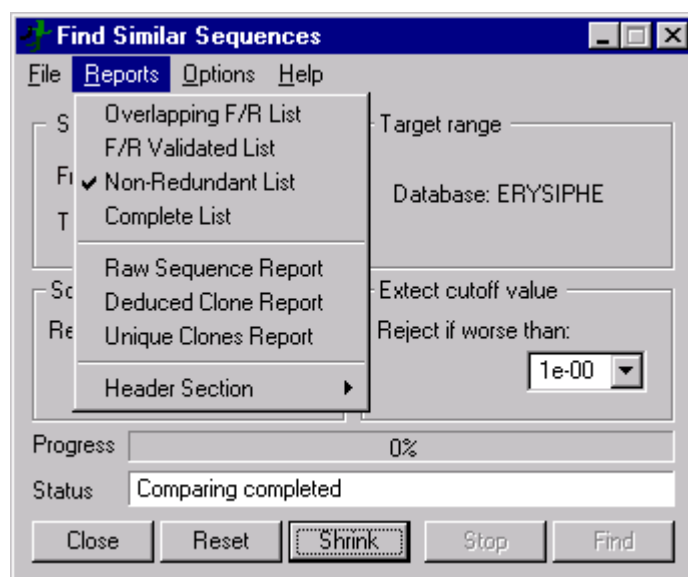 Find Similar Sequences
File Reports Options Help
Overlapping F/R List
F/R Validated List
Non-Redundant List
Complete List
Raw Sequence Report
Deduced Clone Report
Unique Clones Report
Header Section
Target range
Database: ERYSIPHE
Extect cutoff value
Reject if worse than:
1e-00
Progress 0%
Status Comparing completed
Close Reset Shrink Stop Find